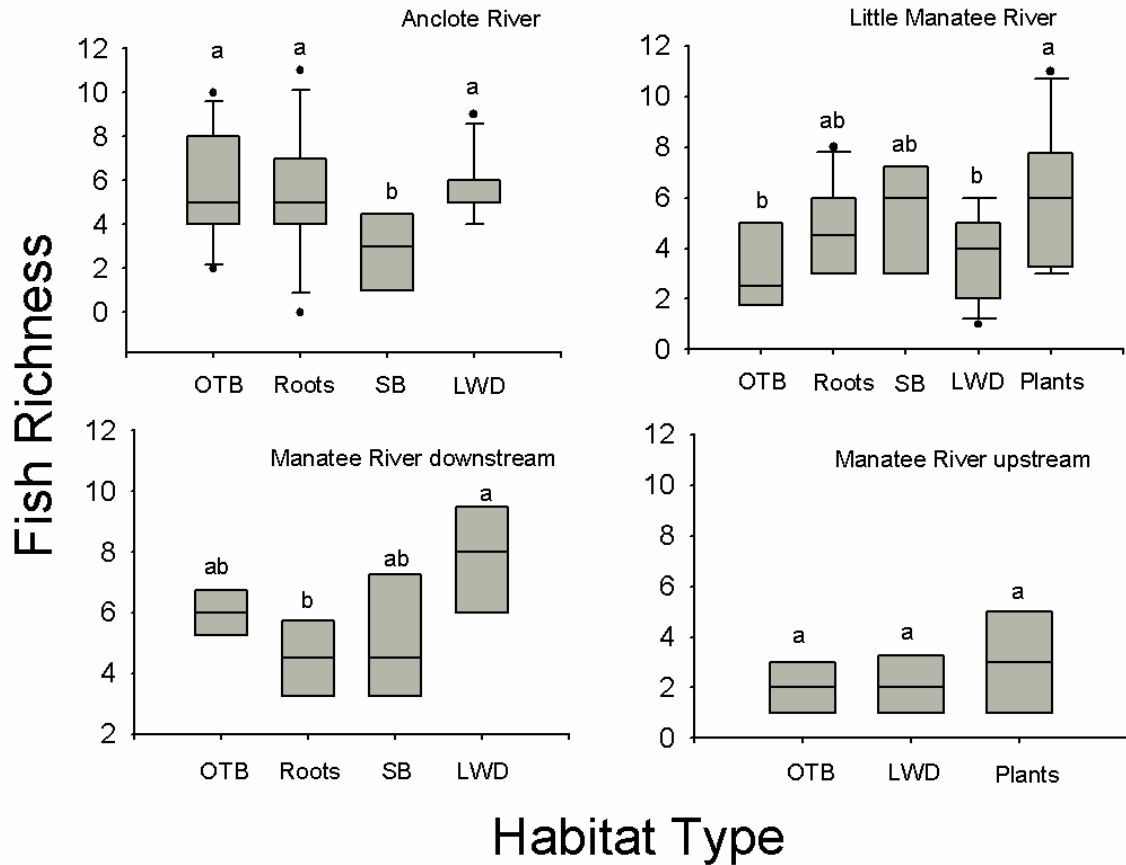 Fish Richness
Anclote River
12
10
8
6
4
2
0
a
a
b
a
OTB
Roots
SB
LWD
Little Manatee River
12
10
8
6
4
2
0
b
ab
ab
b
a
OTB
Roots
SB
LWD
Plants
Manatee River downstream
12
10
8
6
4
2
ab
b
ab
a
OTB
Roots
SB
LWD
Manatee River upstream
12
10
8
6
4
2
0
a
a
a
OTB
LWD
Plants
Habitat Type